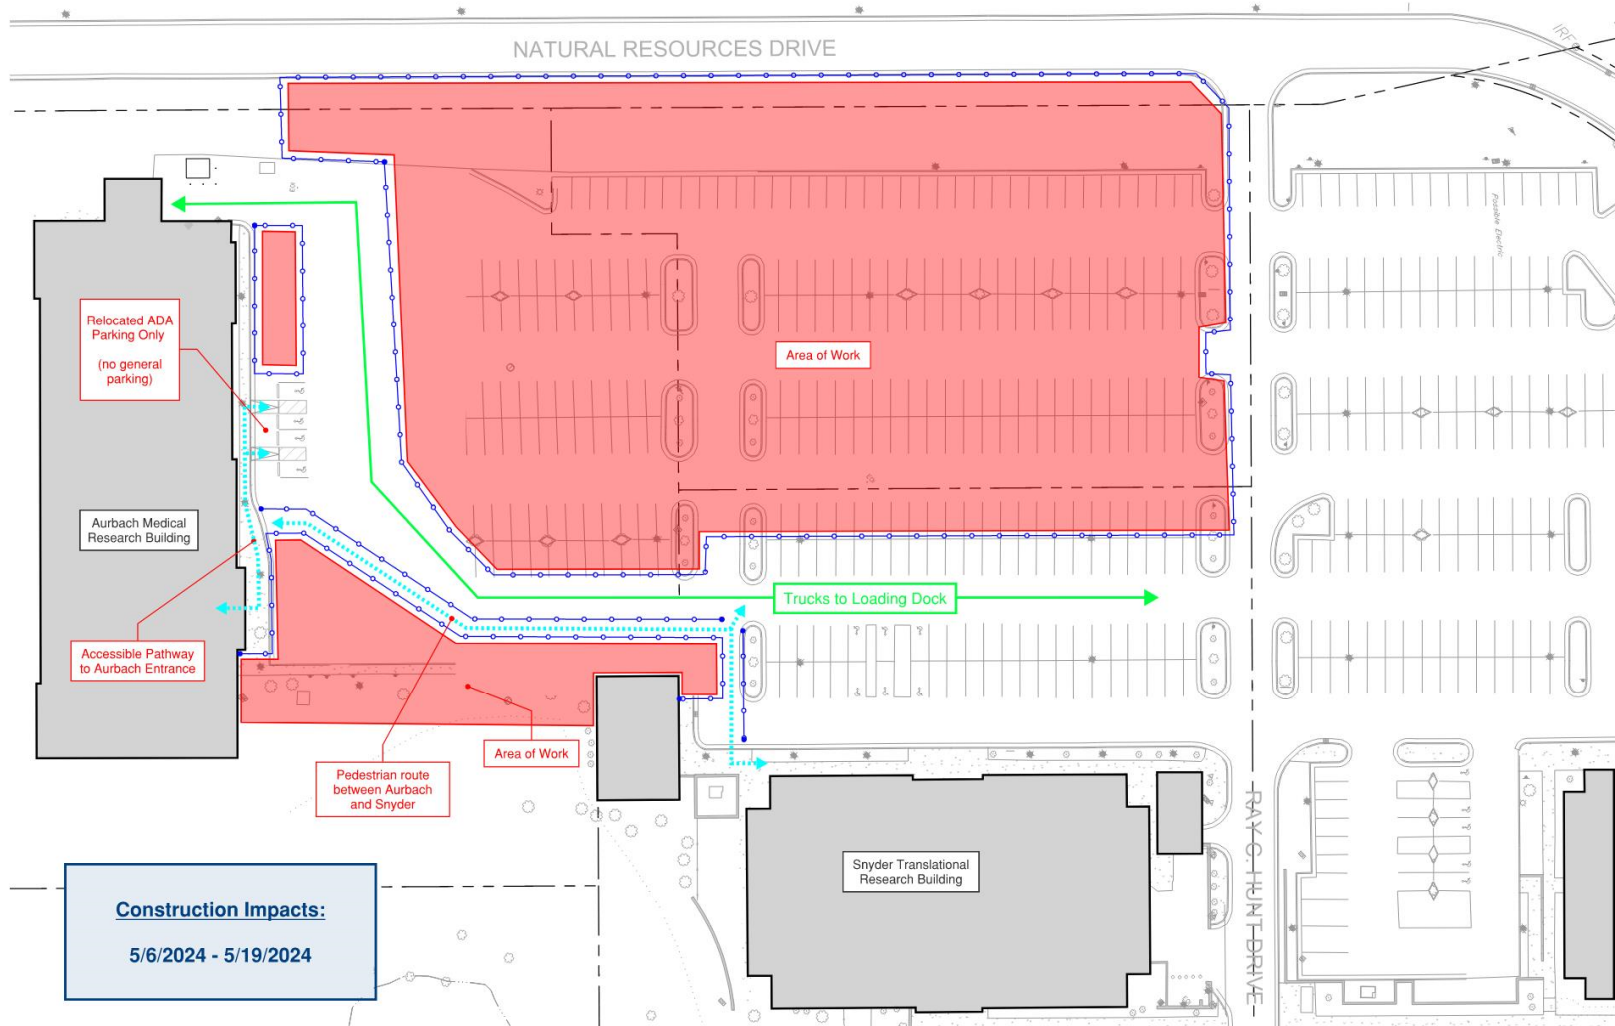 NATURAL RESOURCES DRIVE
Possible Electric
Relocated ADA
Parking Only
(no general
parking)
Area of Work
Aurbach Medical
Research Building
Trucks to Loading Dock
Accessible Pathway
to Aurbach Entrance
Area of Work
Pedestrian route
between Aurbach
and Snyder
Snyder Translational
Research Building
RAY C. HUNT DRIVE
Construction Impacts:
5/6/2024 - 5/19/2024